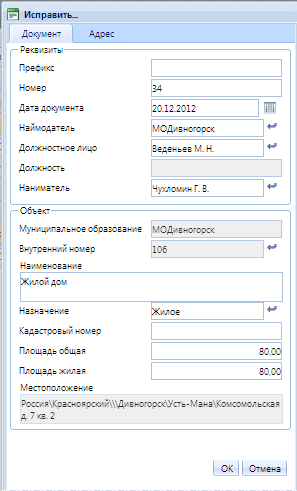 Исправить...
Документ Адрес
Реквизиты
Префикс
Номер 34
Дата документа 20.12.2012
Наймодатель МОДивногорск
Должностное лицо Веденьев М. Н.
Должность
Наниматель Чухломин Г. В.
Объект
Муниципальное образование МОДивногорск
Внутренний номер 106
Наименование
Жилой дом
Назначение Жилое
Кадастровый номер
Площадь общая 80,00
Площадь жилая 80,00
Местоположение
Россия\Красноярский\\\Дивногорск\Усть-Мана\Комсомольская
д. 7 кв. 2
ОК Отмена